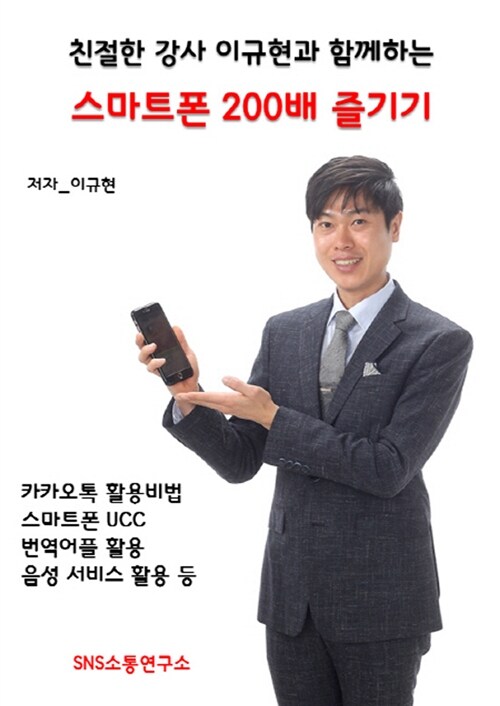 친절한 강사 이규현과 함께하는
스마트폰 200배 즐기기
저자_이규현
카카오톡 활용비법
스마트폰 UCC
번역어플 활용
음성 서비스 활용 등
SNS소통연구소